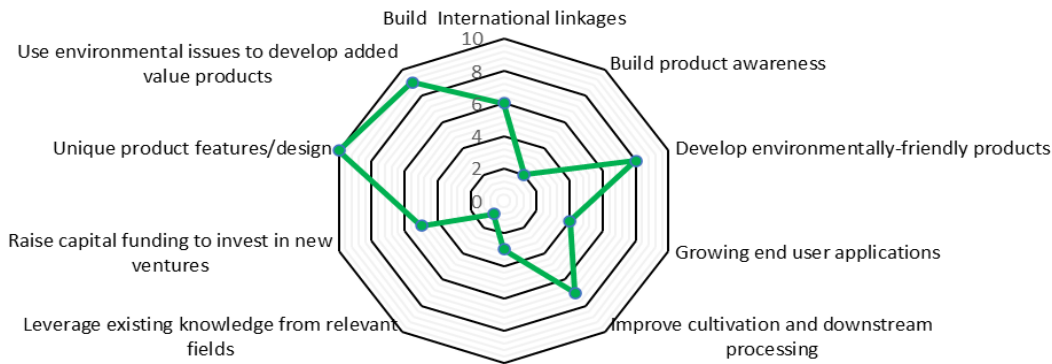 Build  International linkages
10
8
6
4
2
0
Build product awareness
Develop environmentally-friendly products
Growing end user applications
Improve cultivation and downstream
processing
Leverage existing knowledge from relevant
fields
Raise capital funding to invest in new
ventures
Unique product features/design
Use environmental issues to develop added
value products